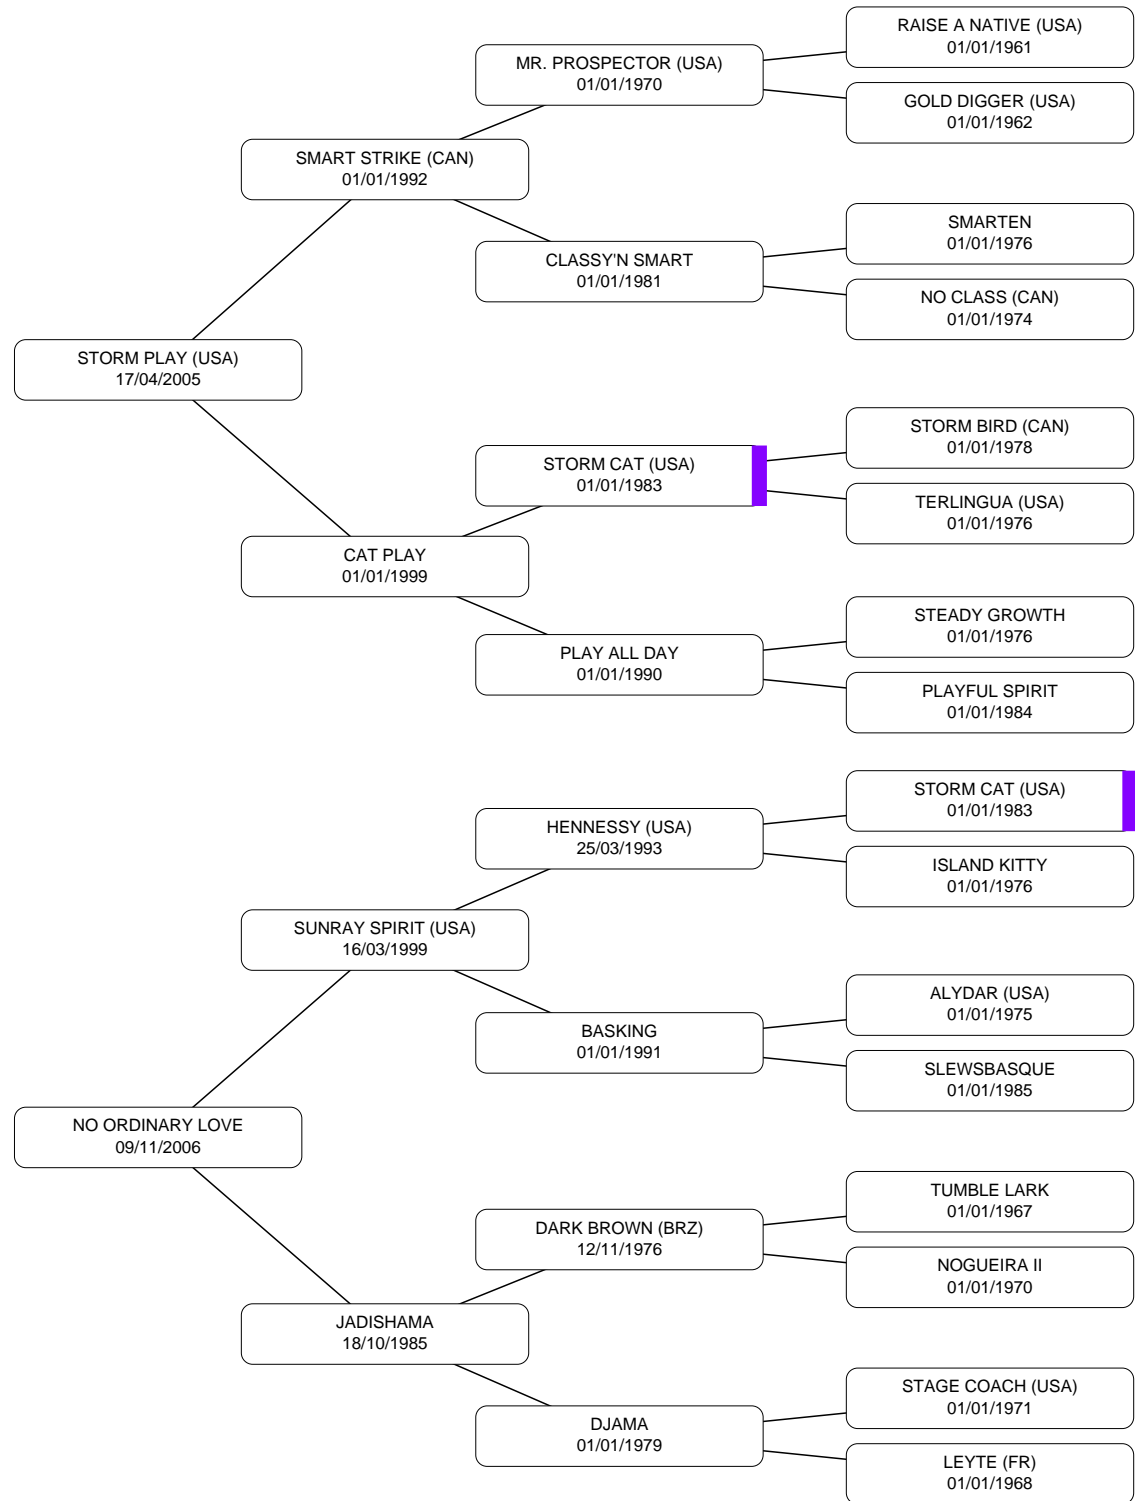 RAISE A NATIVE (USA)
01/01/1961
MR. PROSPECTOR (USA)
01/01/1970
GOLD DIGGER (USA)
01/01/1962
SMART STRIKE (CAN)
01/01/1992
SMARTEN
01/01/1976
CLASSY'N SMART
01/01/1981
NO CLASS (CAN)
01/01/1974
STORM PLAY (USA)
17/04/2005
STORM BIRD (CAN)
01/01/1978
STORM CAT (USA)
01/01/1983
TERLINGUA (USA)
01/01/1976
CAT PLAY
01/01/1999
STEADY GROWTH
01/01/1976
PLAY ALL DAY
01/01/1990
PLAYFUL SPIRIT
01/01/1984
STORM CAT (USA)
01/01/1983
HENNESSY (USA)
25/03/1993
ISLAND KITTY
01/01/1976
SUNRAY SPIRIT (USA)
16/03/1999
ALYDAR (USA)
01/01/1975
BASKING
01/01/1991
SLEWSBASQUE
01/01/1985
NO ORDINARY LOVE
09/11/2006
TUMBLE LARK
01/01/1967
DARK BROWN (BRZ)
12/11/1976
NOGUEIRA II
01/01/1970
JADISHAMA
18/10/1985
STAGE COACH (USA)
01/01/1971
DJAMA
01/01/1979
LEYTE (FR)
01/01/1968